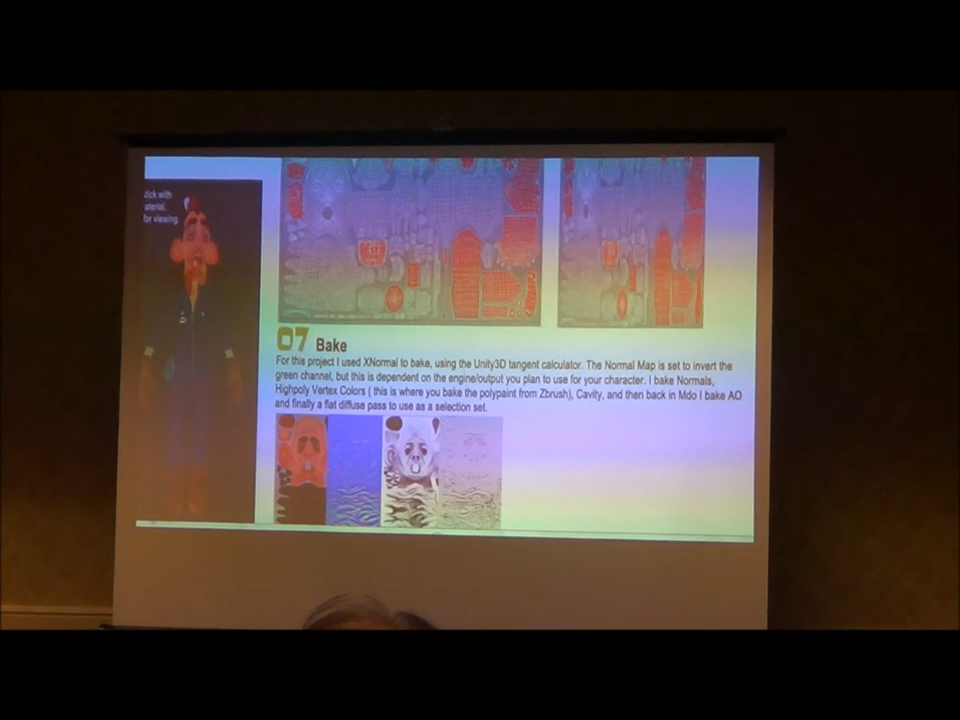 stick with
material,
for viewing
07 Bake
For this project I used XNormal to bake, using the Unity3D tangent calculator. The Normal Map is set to invert the
green channel, but this is dependent on the engine/output you plan to use for your character. I bake Normals,
Highpoly Vertex Colors ( this is where you bake the polypaint from Zbrush), Cavity, and then back in Mdo I bake AO
and finally a flat diffuse pass to use as a selection set.